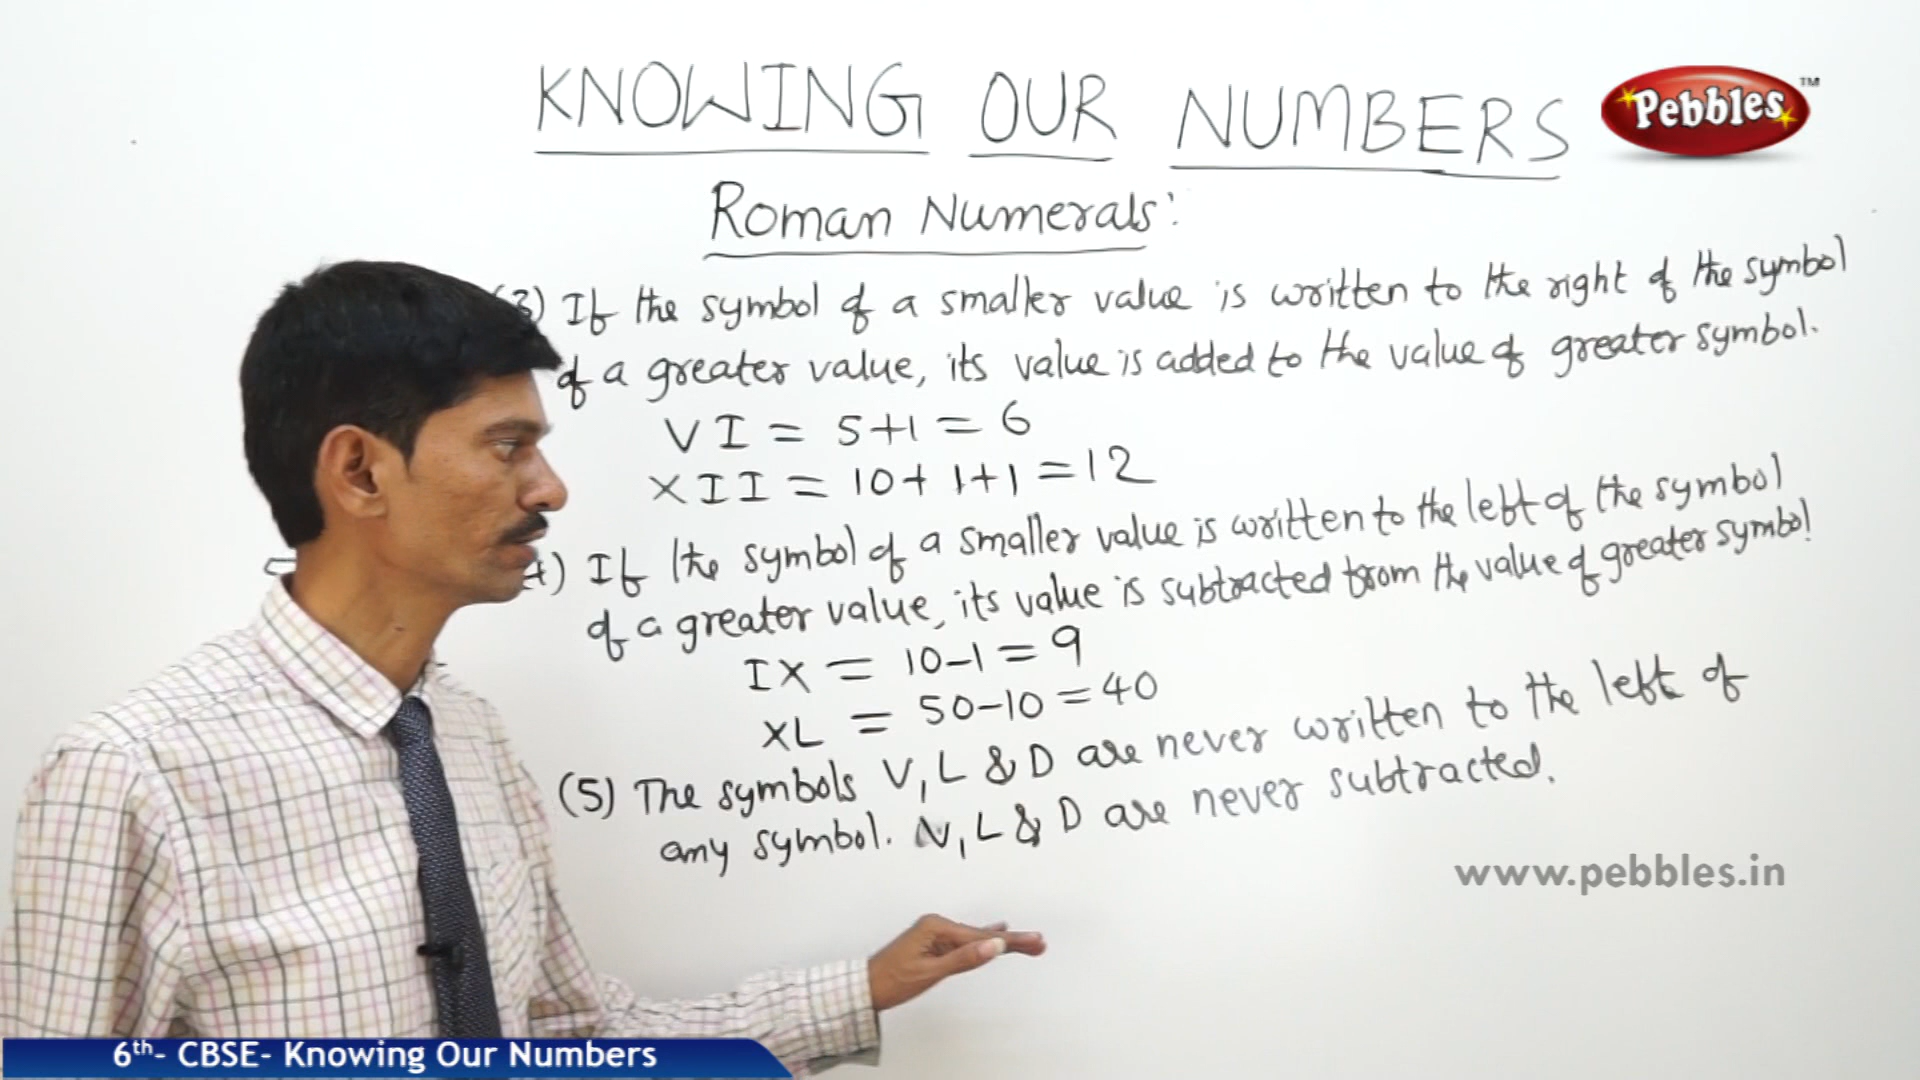 KNOWING OUR NUMBERS
Pebbles TM
Roman Numerals:
(3) If the symbol of a smaller value is written to the right of the symbol
of a greater value, its value is added to the value of greater symbol.
VI = 5+1 = 6
XII = 10+ 1+1 = 12
4) If the symbol of a smaller value is written to the left of the symbol
of a greater value, its value is subtracted from the value of greater symbol
IX = 10-1 = 9
XL = 50-10 = 40
(5) The symbols V, L & D are never written to the left of
any symbol. V, L & D are never subtracted.
www.pebbles.in
6th- CBSE- Knowing Our Numbers